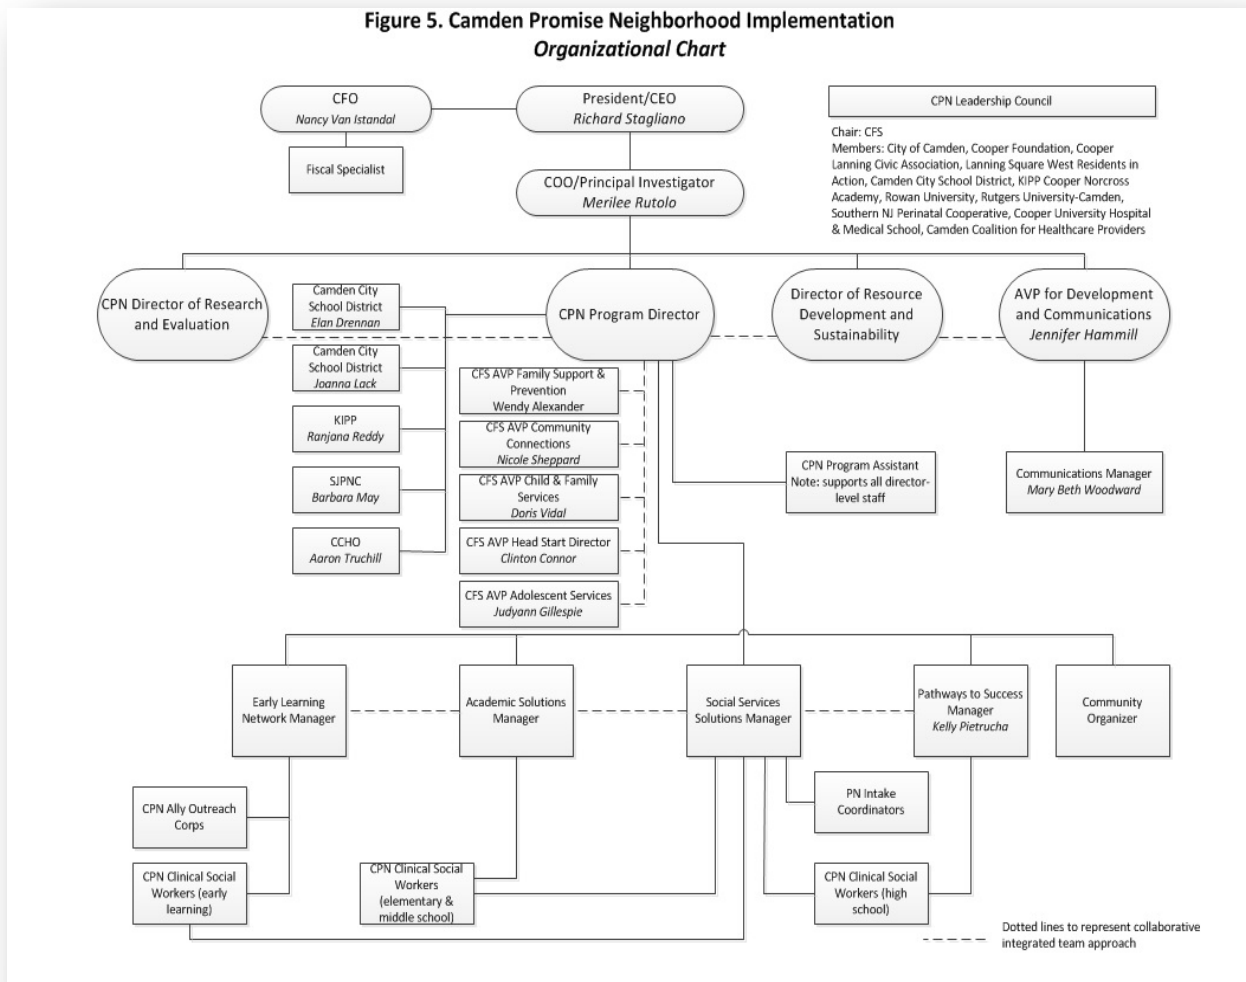 Figure 5. Camden Promise Neighborhood Implementation
Organizational Chart
CFO
Nancy Van Istandal
President/CEO
Richard Stagliano
CPN Leadership Council
Fiscal Specialist
Chair: CFS
Members: City of Camden, Cooper Foundation, Cooper
Lanning Civic Association, Lanning Square West Residents in
Action, Camden City School District, KIPP Cooper Norcross
Academy, Rowan University, Rutgers University-Camden,
Southern NJ Perinatal Cooperative, Cooper University Hospital
& Medical School, Camden Coalition for Healthcare Providers
COO/Principal Investigator
Merilee Rutolo
CPN Director of Research
and Evaluation
Camden City
School District
Elan Drennan
CPN Program Director
Director of Resource
Development and
Sustainability
AVP for Development
and Communications
Jennifer Hammill
Camden City
School District
Joanna Lack
KIPP
Ranjana Reddy
SJPNC
Barbara May
CCHO
Aaron Truchill
CFS AVP Family Support &
Prevention
Wendy Alexander
CFS AVP Community
Connections
Nicole Sheppard
CFS AVP Child & Family
Services
Doris Vidal
CFS AVP Head Start Director
Clinton Connor
CFS AVP Adolescent Services
Judyann Gillespie
CPN Program Assistant
Note: supports all director-
level staff
Communications Manager
Mary Beth Woodward
Early Learning
Network Manager
Academic Solutions
Manager
Social Services
Solutions Manager
Pathways to Success
Manager
Kelly Pietrucha
Community
Organizer
CPN Ally Outreach
Corps
PN Intake
Coordinators
CPN Clinical Social
Workers (early
learning)
CPN Clinical Social
Workers
(elementary &
middle school)
CPN Clinical Social
Workers (high
school)
Dotted lines to represent collaborative
integrated team approach